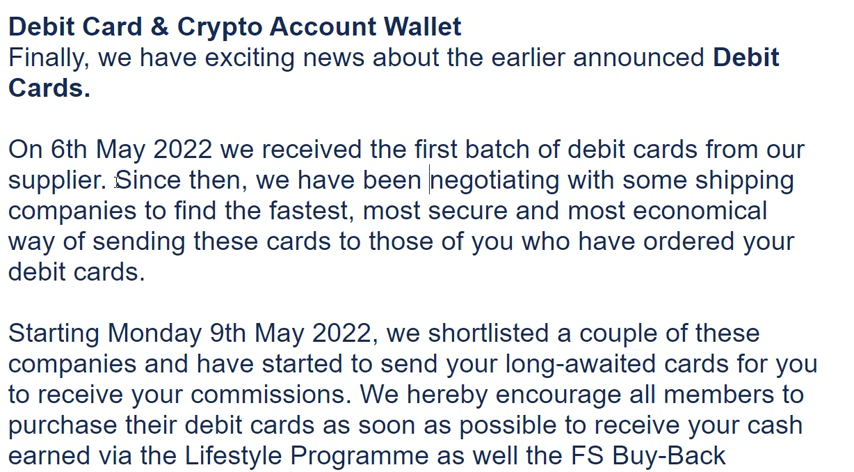 Debit Card & Crypto Account Wallet
Finally, we have exciting news about the earlier announced Debit
Cards.
On 6th May 2022 we received the first batch of debit cards from our
supplier. Since then, we have been negotiating with some shipping
companies to find the fastest, most secure and most economical
way of sending these cards to those of you who have ordered your
debit cards.
Starting Monday 9th May 2022, we shortlisted a couple of these
companies and have started to send your long-awaited cards for you
to receive your commissions. We hereby encourage all members to
purchase their debit cards as soon as possible to receive your cash
earned via the Lifestyle Programme as well the FS Buy-Back